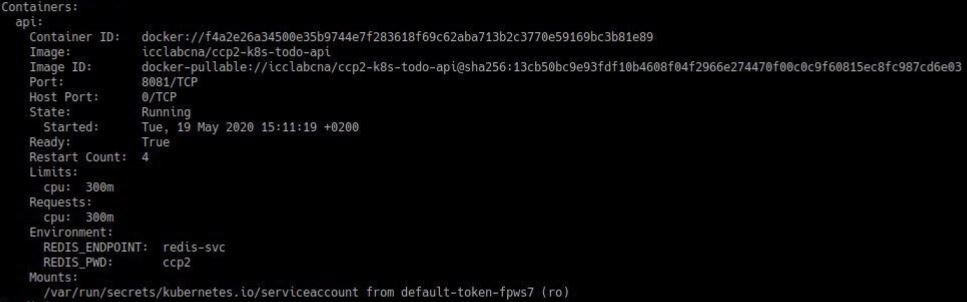 Containers:
  api:
    Container ID:   docker://f4a2e26a34500e35b9744e7f283618f69c62aba713b2c3770e59169bc3b81e89
    Image:          icclabcna/ccp2-k8s-todo-api
    Image ID:       docker-pullable://icclabcna/ccp2-k8s-todo-api@sha256:13cb50bc9e93fdf10b4608f04f2966e274470f00c0c9f60815ec8fc987cd6e03
    Port:           8081/TCP
    Host Port:      0/TCP
    State:          Running
      Started:      Tue, 19 May 2020 15:11:19 +0200
    Ready:          True
    Restart Count:  4
    Limits:
      cpu:  300m
    Requests:
      cpu:  300m
    Environment:
      REDIS_ENDPOINT:  redis-svc
      REDIS_PWD:       ccp2
    Mounts:
      /var/run/secrets/kubernetes.io/serviceaccount from default-token-fpws7 (ro)